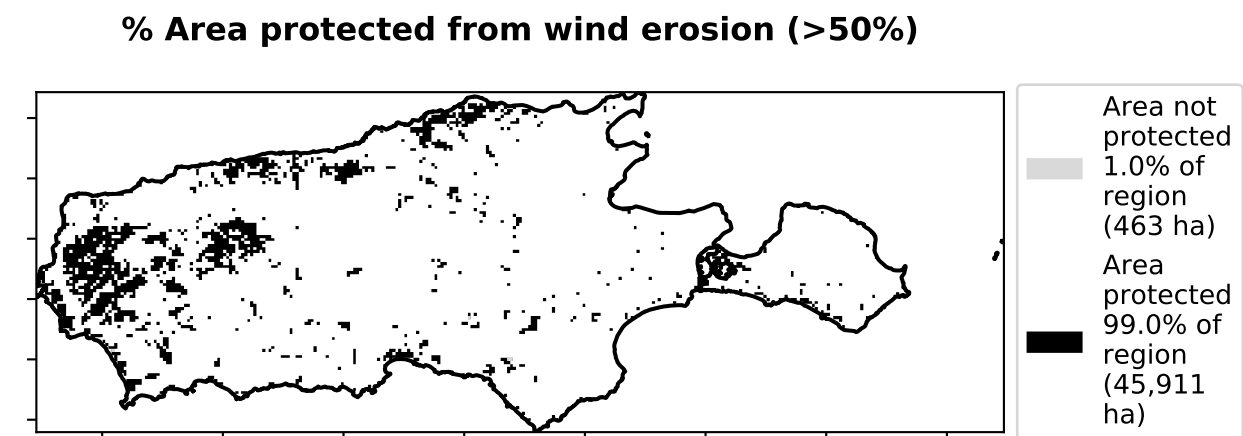 % Area protected from wind erosion (>50%)
Area not
protected
1.0% of
region
(463 ha)
Area
protected
99.0% of
region
(45,911
ha)